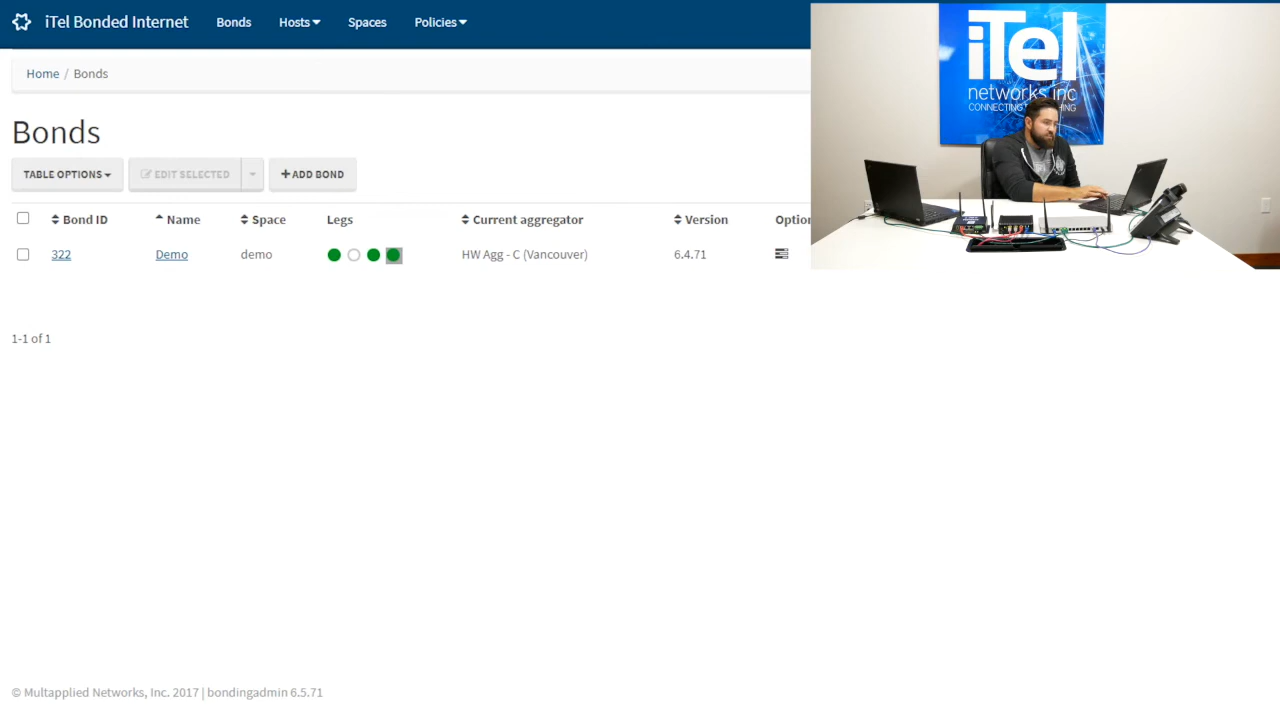 iTel Bonded Internet Bonds Hosts Spaces Policies
Home / Bonds
Bonds
TABLE OPTIONS EDIT SELECTED ADD BOND
Bond ID Name Space Legs Current aggregator Version Option
322 Demo demo HW Agg - C (Vancouver) 6.4.71
1-1 of 1
© Multapplied Networks, Inc. 2017 | bondingadmin 6.5.71
iTel
networks inc